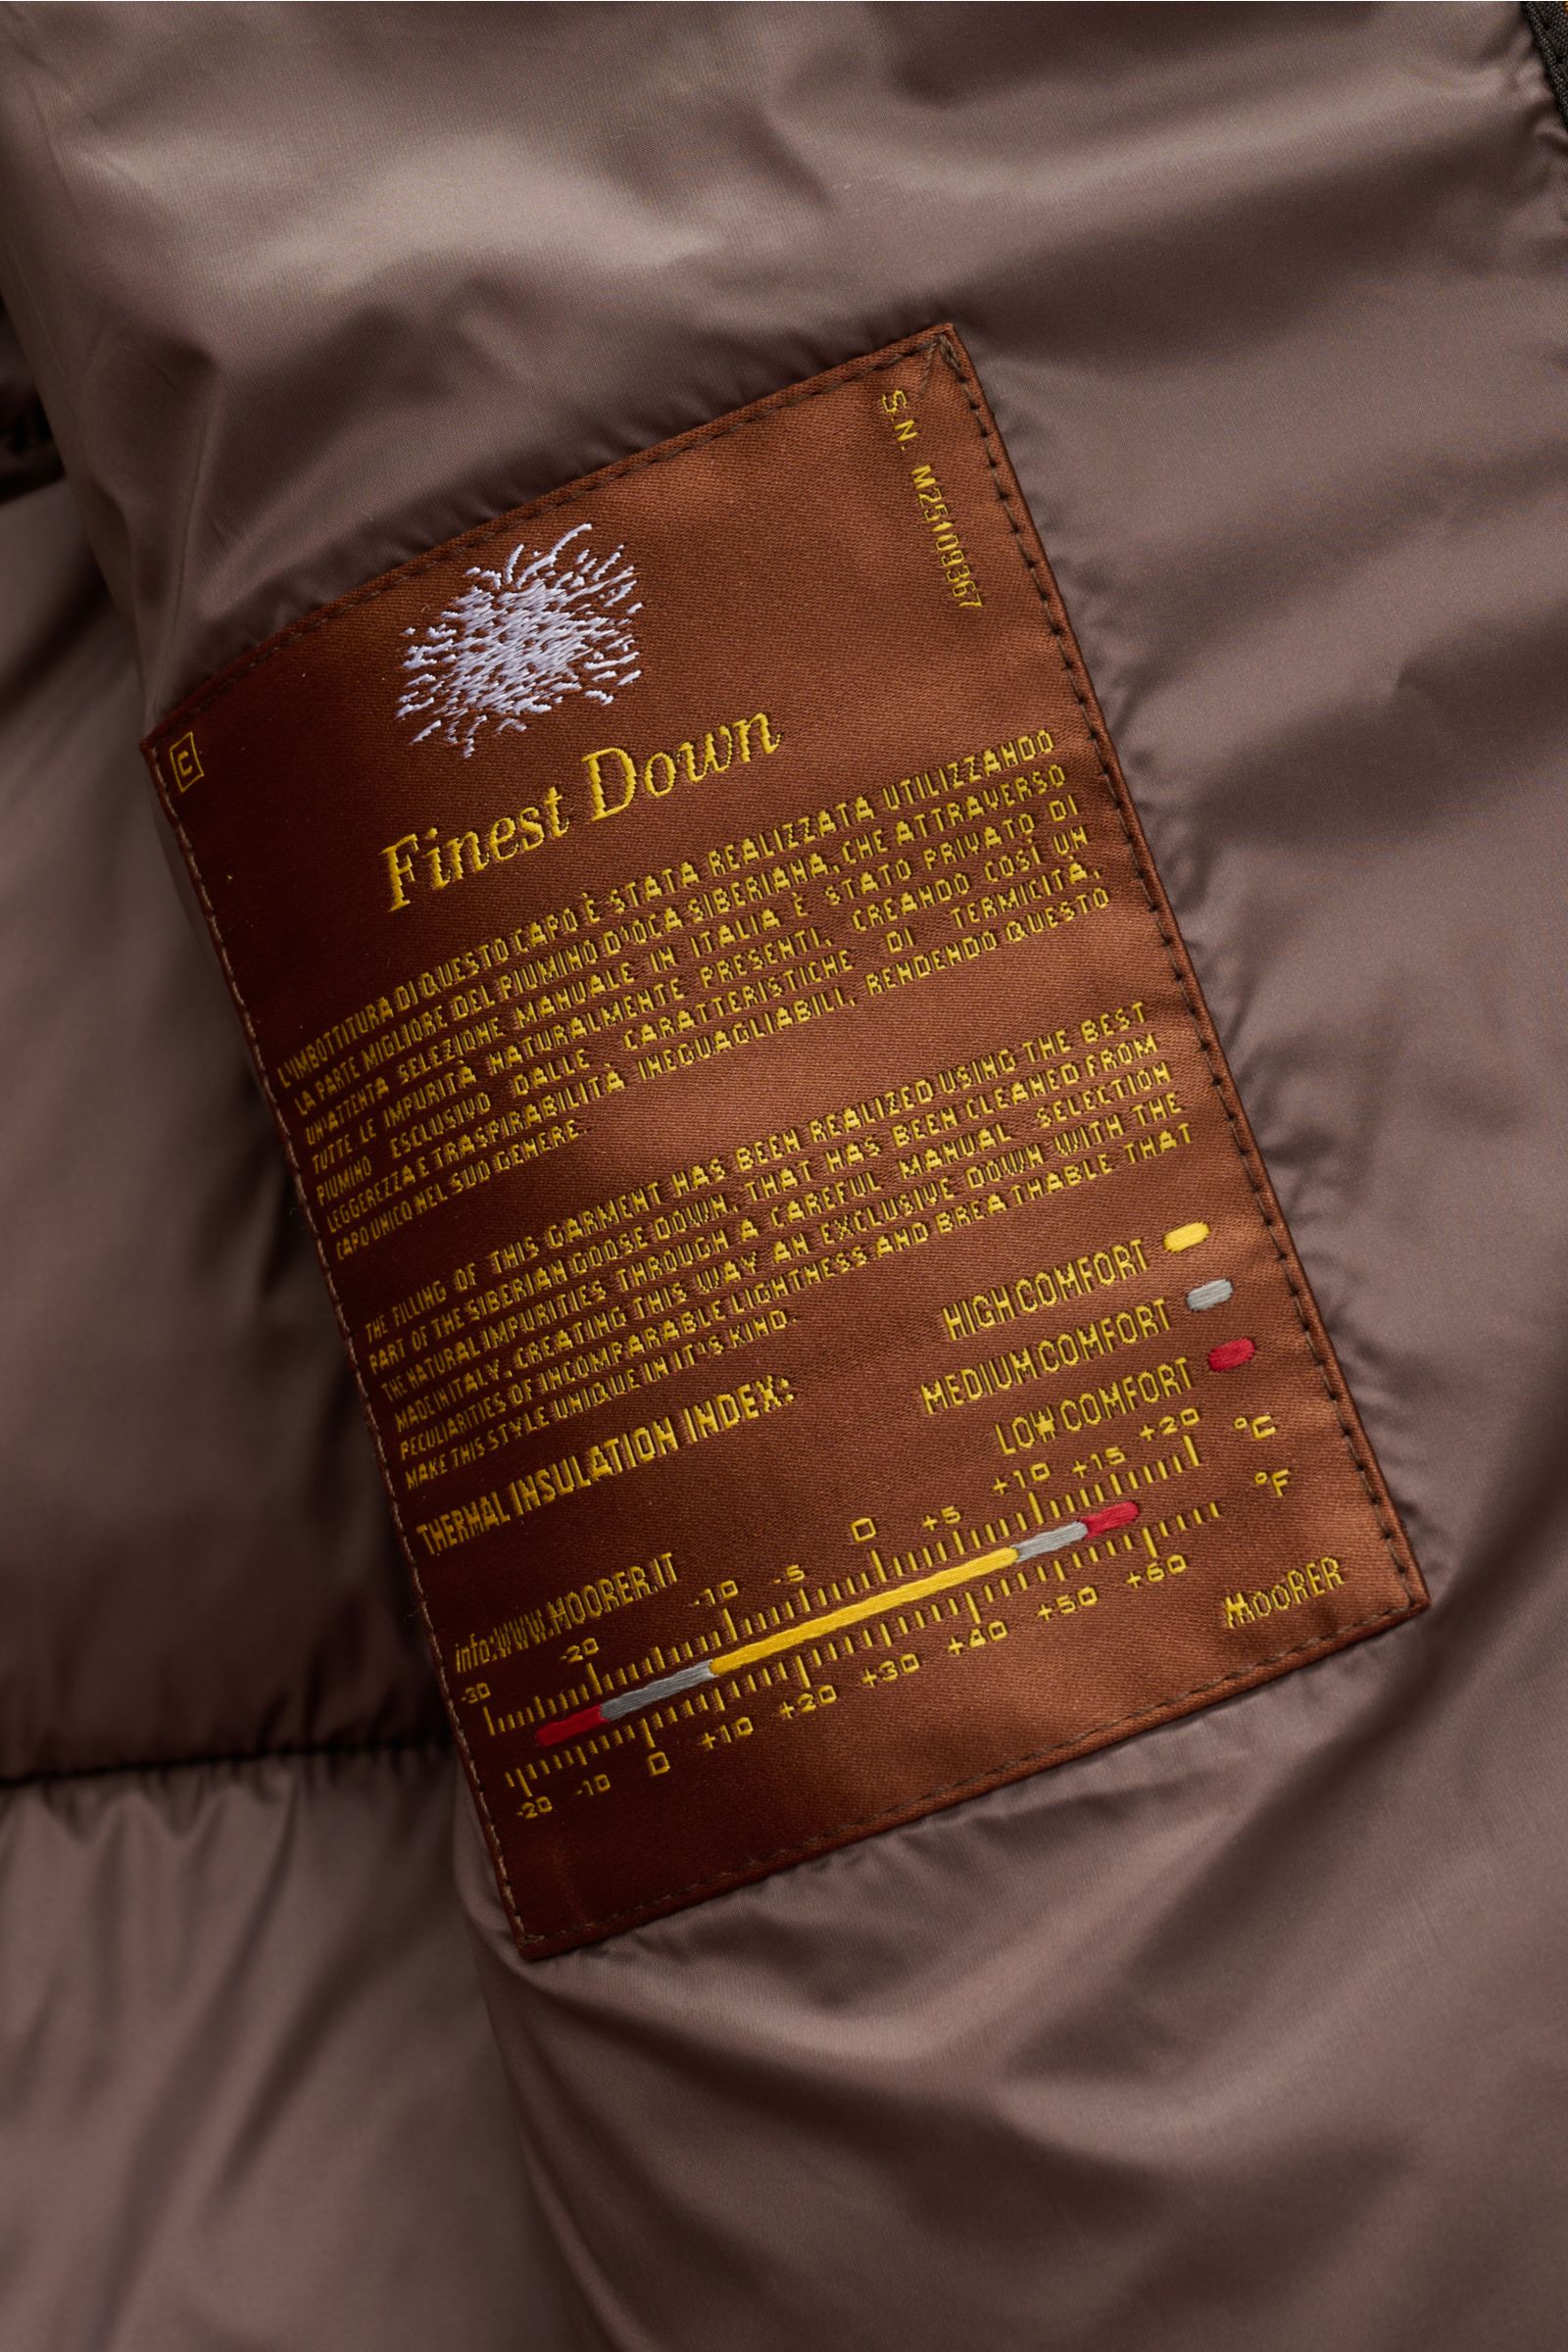 S.N. M25109367
C
Finest Down
L'IMBOTTITURA DI QUESTO CAPO È STATA REALIZZATA UTILIZZANDO
LA PARTE MIGLIORE DEL PIUMINO D'OCA SIBERIANA, CHE ATTRAVERSO
UN'ATTENTA SELEZIONE MANUALE IN ITALIA È STATO PRIVATO DI
TUTTE LE IMPURITÀ NATURALMENTE PRESENTI, CREANDO COSÌ UN
PIUMINO ESCLUSIVO DALLE CARATTERISTICHE DI TERMICITÀ,
LEGGEREZZA E TRASPIRABILITÀ INEGUAGLIABILI, RENDENDO QUESTO
CAPO UNICO NEL SUO GENERE.
THE FILLING OF THIS GARMENT HAS BEEN REALIZED USING THE BEST
PART OF THE SIBERIAN GOOSE DOWN, THAT HAS BEEN CLEANED FROM
THE NATURAL IMPURITIES THROUGH A CAREFUL MANUAL SELECTION
MADE IN ITALY, CREATING THIS WAY AN EXCLUSIVE DOWN WITH THE
PECULIARITIES OF INCOMPARABLE LIGHTNESS AND BREATHABLE THAT
MAKE THIS STYLE UNIQUE IN IT'S KIND.
THERMAL INSULATION INDEX:
HIGH COMFORT
MEDIUM COMFORT
LOW COMFORT
info:WWW.MOORER.IT
-30 -20 -10 -5 0 +5 +10 +15 +20 °C
-20 -10 0 +10 +20 +30 +40 +50 +60 °F
MooRER